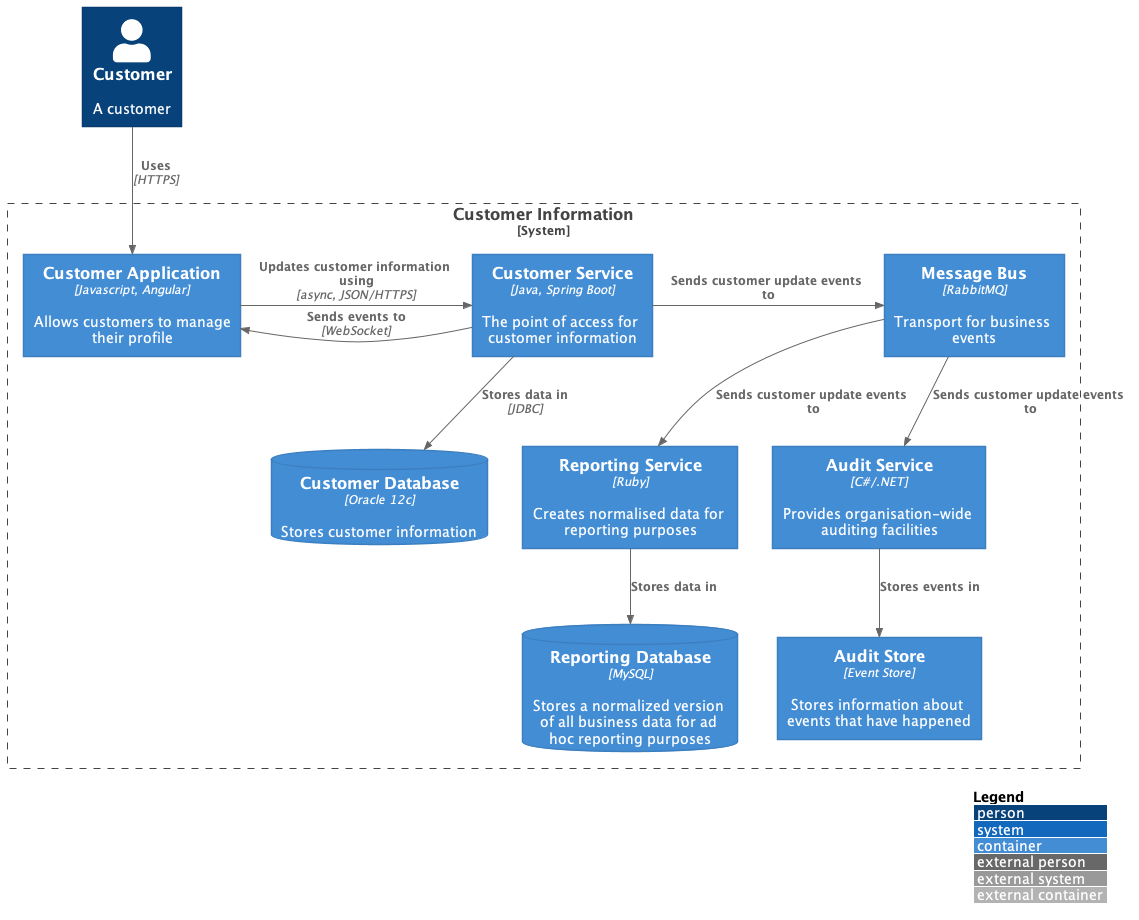 Customer
A customer
Uses
[HTTPS]
Customer Information
[System]
Customer Application
[Javascript, Angular]
Allows customers to manage
their profile
Updates customer information
using
[async, JSON/HTTPS]
Sends events to
[WebSocket]
Customer Service
[Java, Spring Boot]
The point of access for
customer information
Sends customer update events
to
Message Bus
[RabbitMQ]
Transport for business
events
Stores data in
[JDBC]
Sends customer update events
to
Sends customer update events
to
Customer Database
[Oracle 12c]
Stores customer information
Reporting Service
[Ruby]
Creates normalised data for
reporting purposes
Audit Service
[C#/.NET]
Provides organisation-wide
auditing facilities
Stores data in
Stores events in
Reporting Database
[MySQL]
Stores a normalized version
of all business data for ad
hoc reporting purposes
Audit Store
[Event Store]
Stores information about
events that have happened
Legend
person
system
container
external person
external system
external container